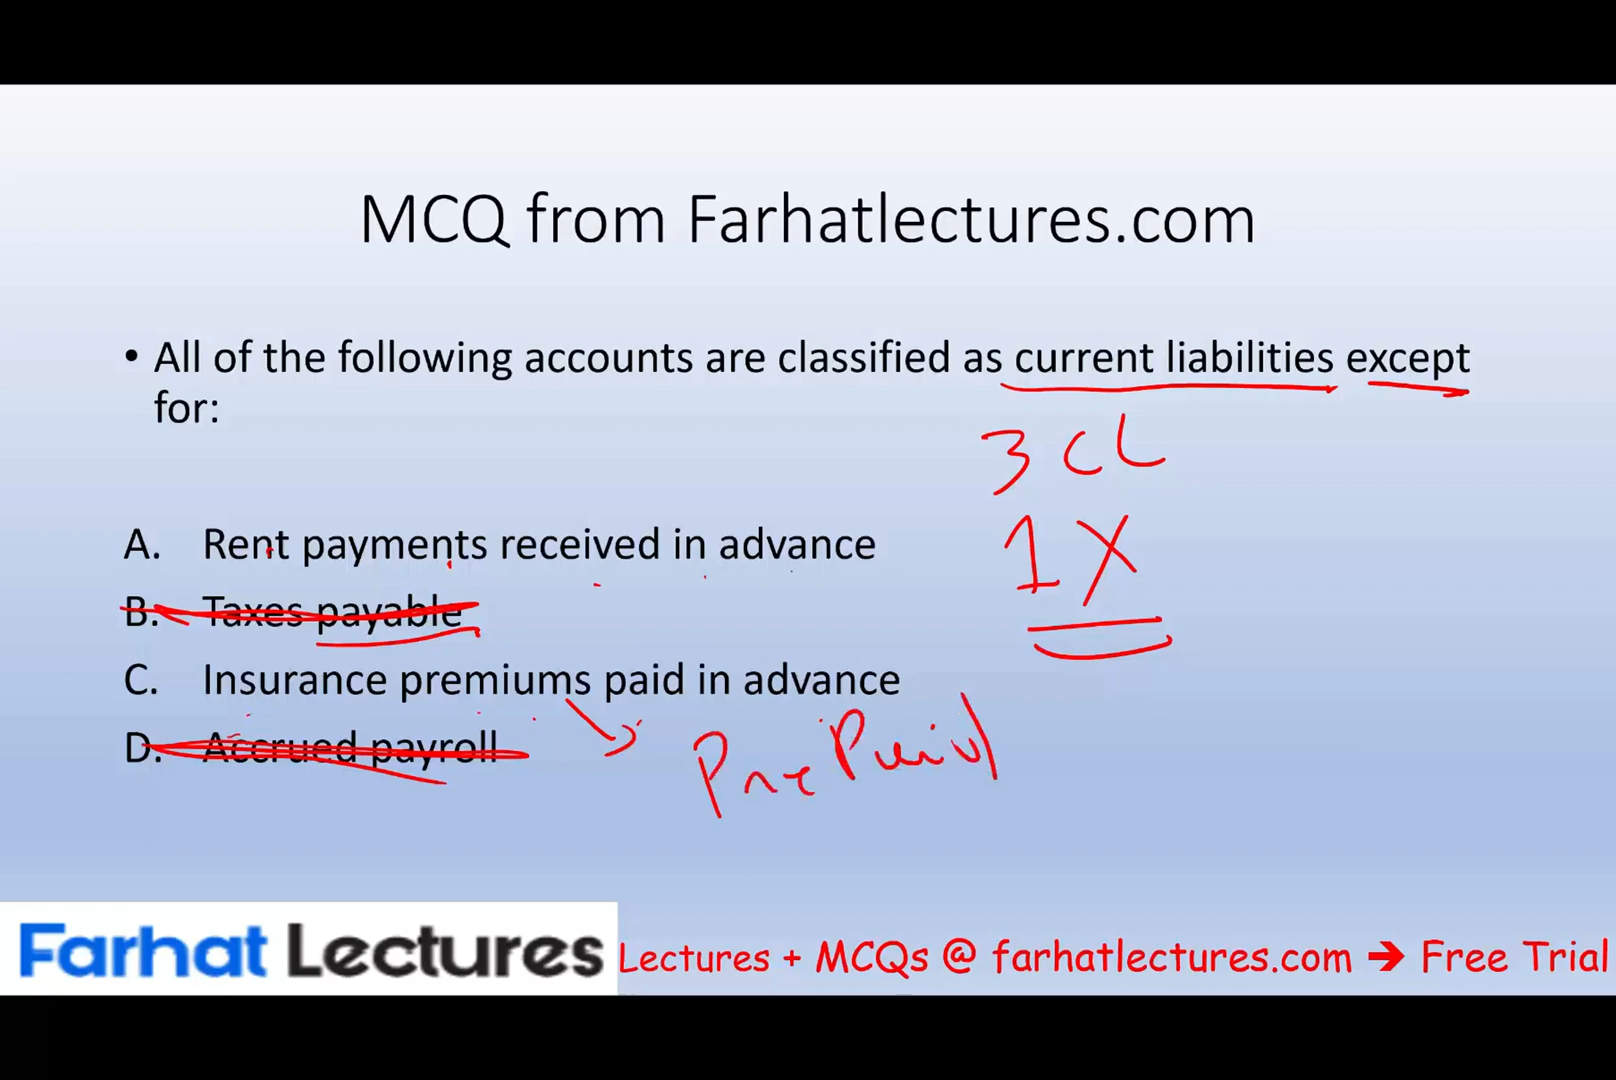 MCQ from Farhatlectures.com
• All of the following accounts are classified as current liabilities except
for:
3 CL
1 X
A. Rent payments received in advance
B. Taxes payable
C. Insurance premiums paid in advance
D. Accrued payroll
PrePaid
Farhat Lectures
Lectures + MCQs @ farhatlectures.com ➔ Free Trial